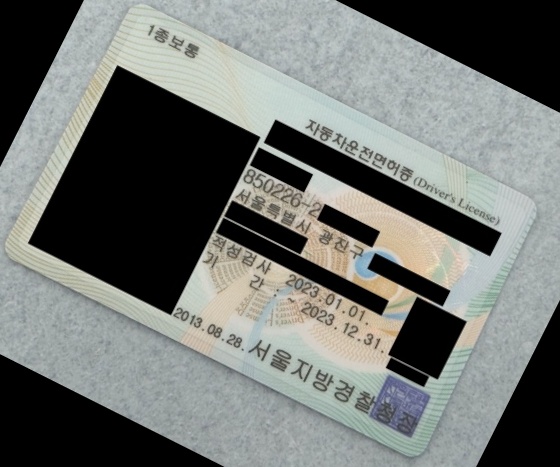 1종보통
자동차운전면허증 (Driver's License)
850226-2
서울특별시 광진구
적성검사 2023.01.01.
기 간 ~ 2023.12.31.
2013.08.28. 서울지방경찰청장